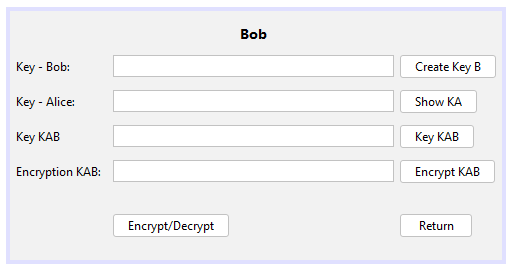 Bob
Key - Bob: Create Key B
Key - Alice: Show KA
Key KAB Key KAB
Encryption KAB: Encrypt KAB
Encrypt/Decrypt Return